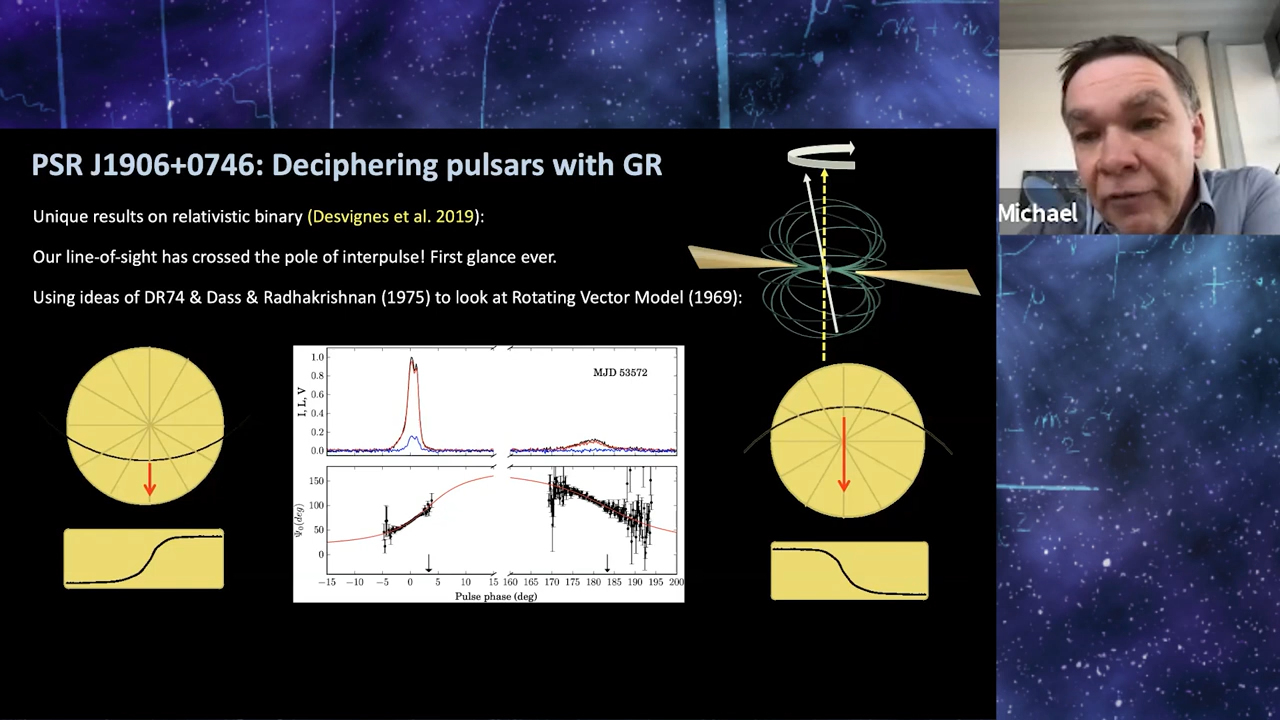 PSR J1906+0746: Deciphering pulsars with GR
Unique results on relativistic binary (Desvignes et al. 2019):
Our line-of-sight has crossed the pole of interpulse! First glance ever.
Using ideas of DR74 & Dass & Radhakrishnan (1975) to look at Rotating Vector Model (1969):
Michael
1.0
0.8
0.6
0.4
0.2
0.0
I, L, V
MJD 53572
150
100
50
0
Ψ₀(deg)
−15 −10 −5 0 5 10 15 160 165 170 175 180 185 190 195 200
Pulse phase (deg)